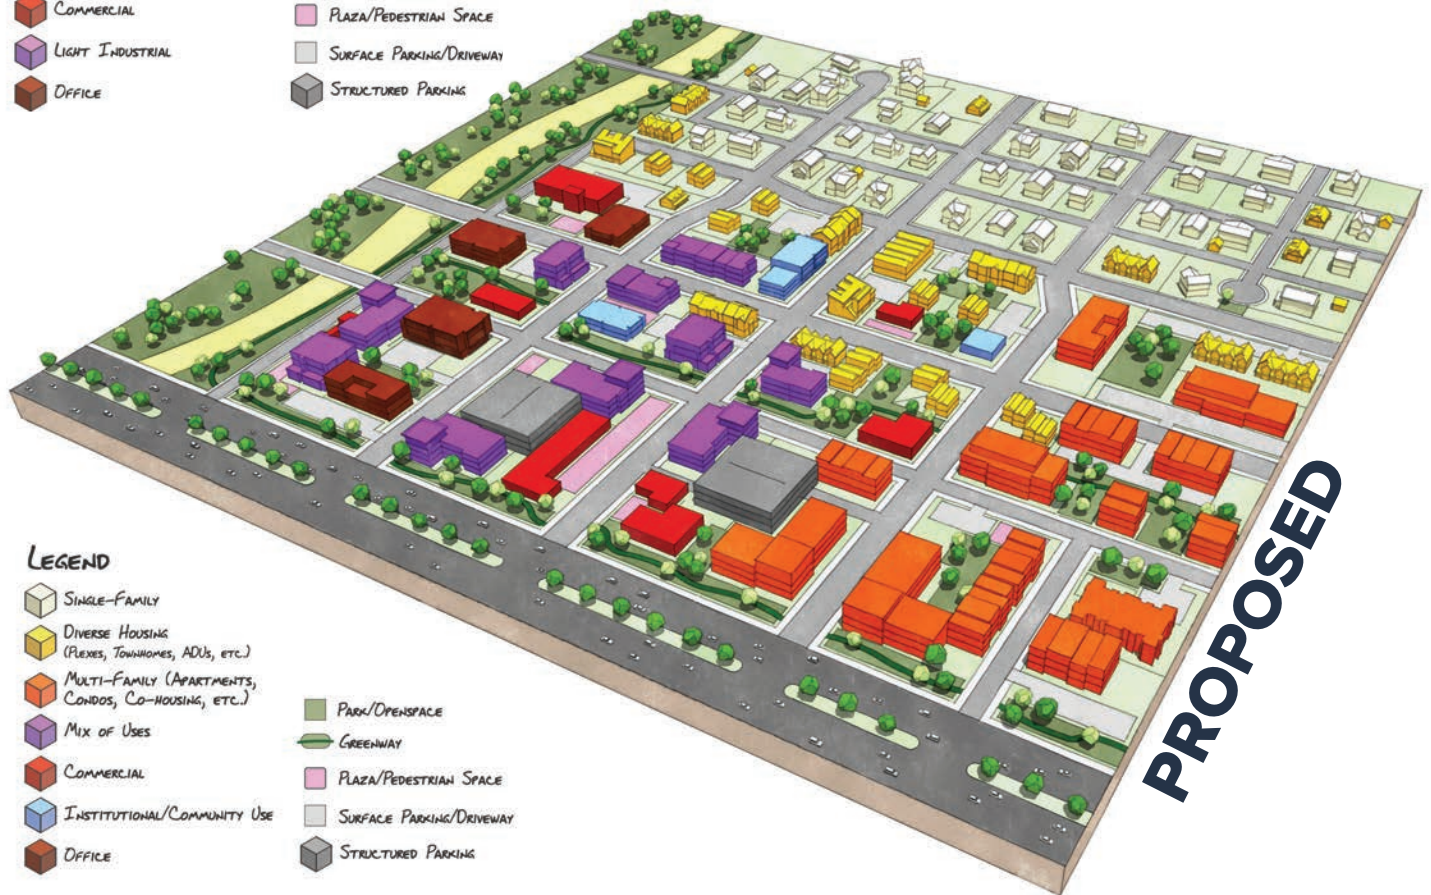 COMMERCIAL
LIGHT INDUSTRIAL
OFFICE
PLAZA/PEDESTRIAN SPACE
SURFACE PARKING/DRIVEWAY
STRUCTURED PARKING
PROPOSED
LEGEND
SINGLE-FAMILY
DIVERSE HOUSING
(PLEXES, TOWNHOMES, ADUS, ETC.)
MULTI-FAMILY (APARTMENTS,
CONDOS, CO-HOUSING, ETC.)
MIX OF USES
COMMERCIAL
INSTITUTIONAL/COMMUNITY USE
OFFICE
PARK/OPENSPACE
GREENWAY
PLAZA/PEDESTRIAN SPACE
SURFACE PARKING/DRIVEWAY
STRUCTURED PARKING